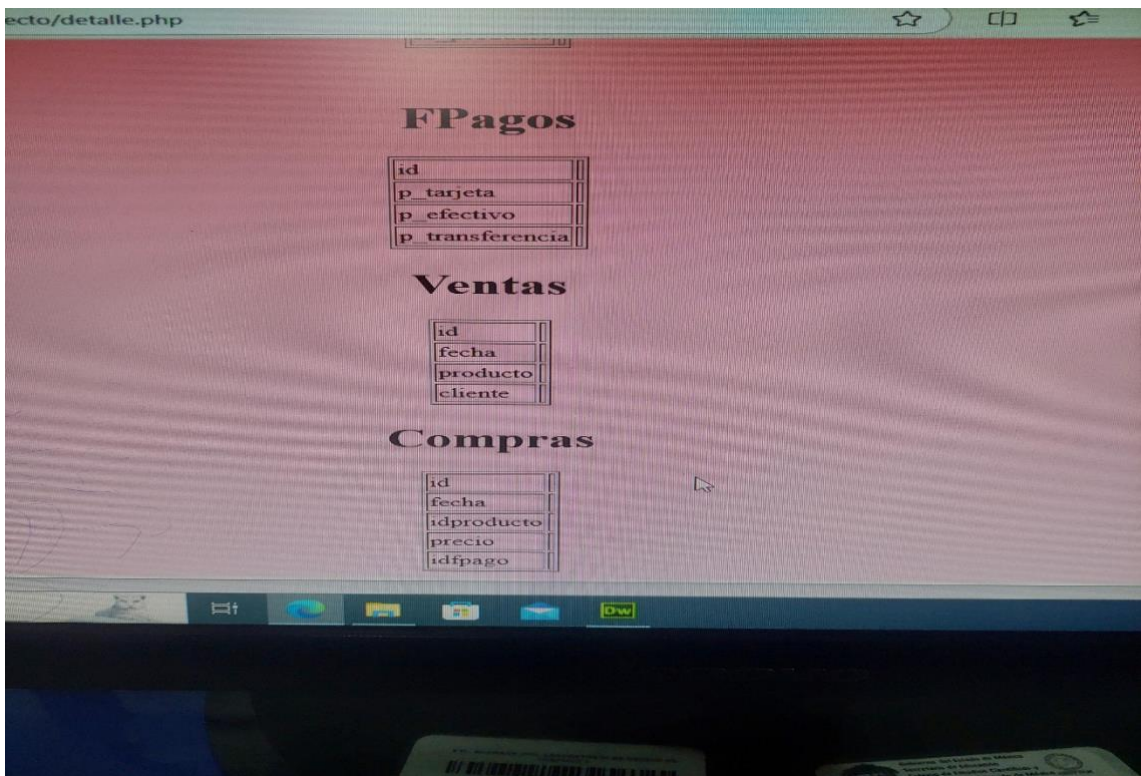 ecto/detalle.php
FPagos
id
p_tarjeta
p_efectivo
p_transferencia
Ventas
id
fecha
producto
cliente
Compras
id
fecha
idproducto
precio
idfpago
Dw